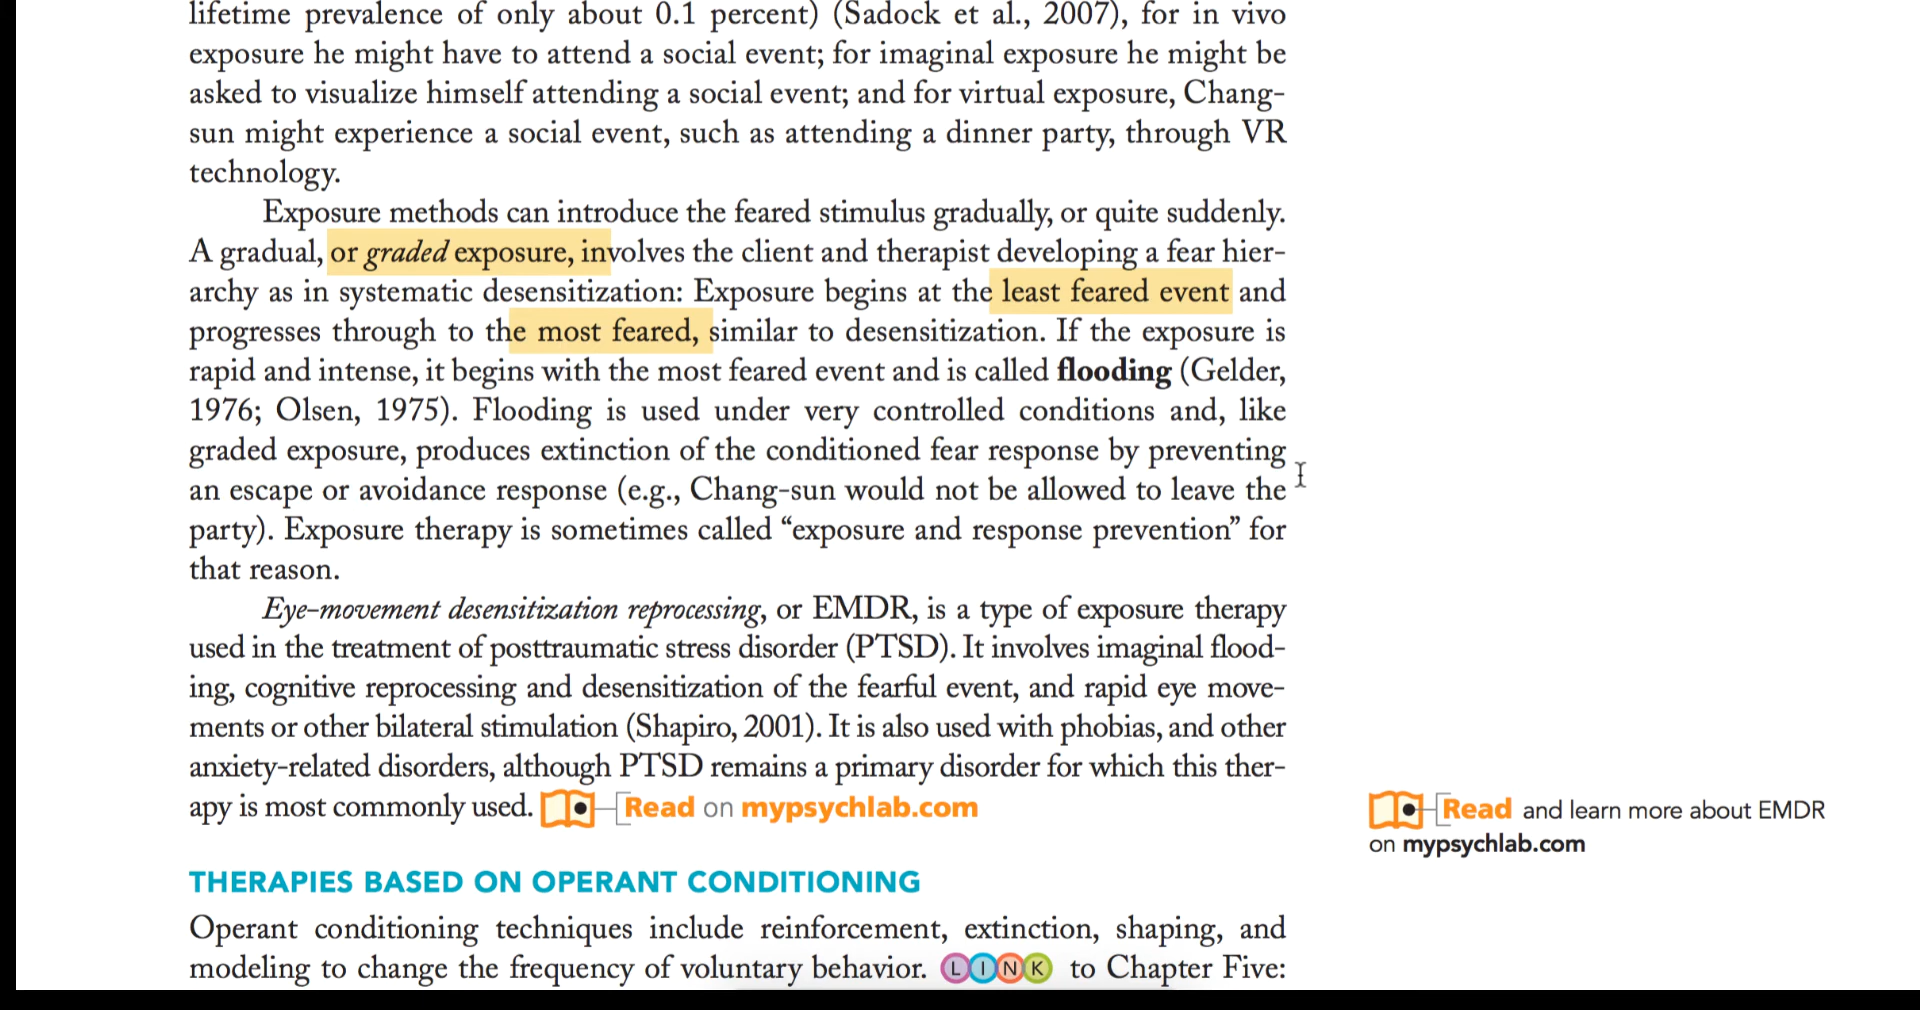 lifetime prevalence of only about 0.1 percent) (Sadock et al., 2007), for in vivo
exposure he might have to attend a social event; for imaginal exposure he might be
asked to visualize himself attending a social event; and for virtual exposure, Chang-
sun might experience a social event, such as attending a dinner party, through VR
technology.
Exposure methods can introduce the feared stimulus gradually, or quite suddenly.
A gradual, or graded exposure, involves the client and therapist developing a fear hier-
archy as in systematic desensitization: Exposure begins at the least feared event and
progresses through to the most feared, similar to desensitization. If the exposure is
rapid and intense, it begins with the most feared event and is called flooding (Gelder,
1976; Olsen, 1975). Flooding is used under very controlled conditions and, like
graded exposure, produces extinction of the conditioned fear response by preventing
an escape or avoidance response (e.g., Chang-sun would not be allowed to leave the
party). Exposure therapy is sometimes called “exposure and response prevention” for
that reason.
Eye-movement desensitization reprocessing, or EMDR, is a type of exposure therapy
used in the treatment of posttraumatic stress disorder (PTSD). It involves imaginal flood-
ing, cognitive reprocessing and desensitization of the fearful event, and rapid eye move-
ments or other bilateral stimulation (Shapiro, 2001). It is also used with phobias, and other
anxiety-related disorders, although PTSD remains a primary disorder for which this ther-
apy is most commonly used. Read on mypsychlab.com
Read and learn more about EMDR
on mypsychlab.com
THERAPIES BASED ON OPERANT CONDITIONING
Operant conditioning techniques include reinforcement, extinction, shaping, and
modeling to change the frequency of voluntary behavior. LINK to Chapter Five: